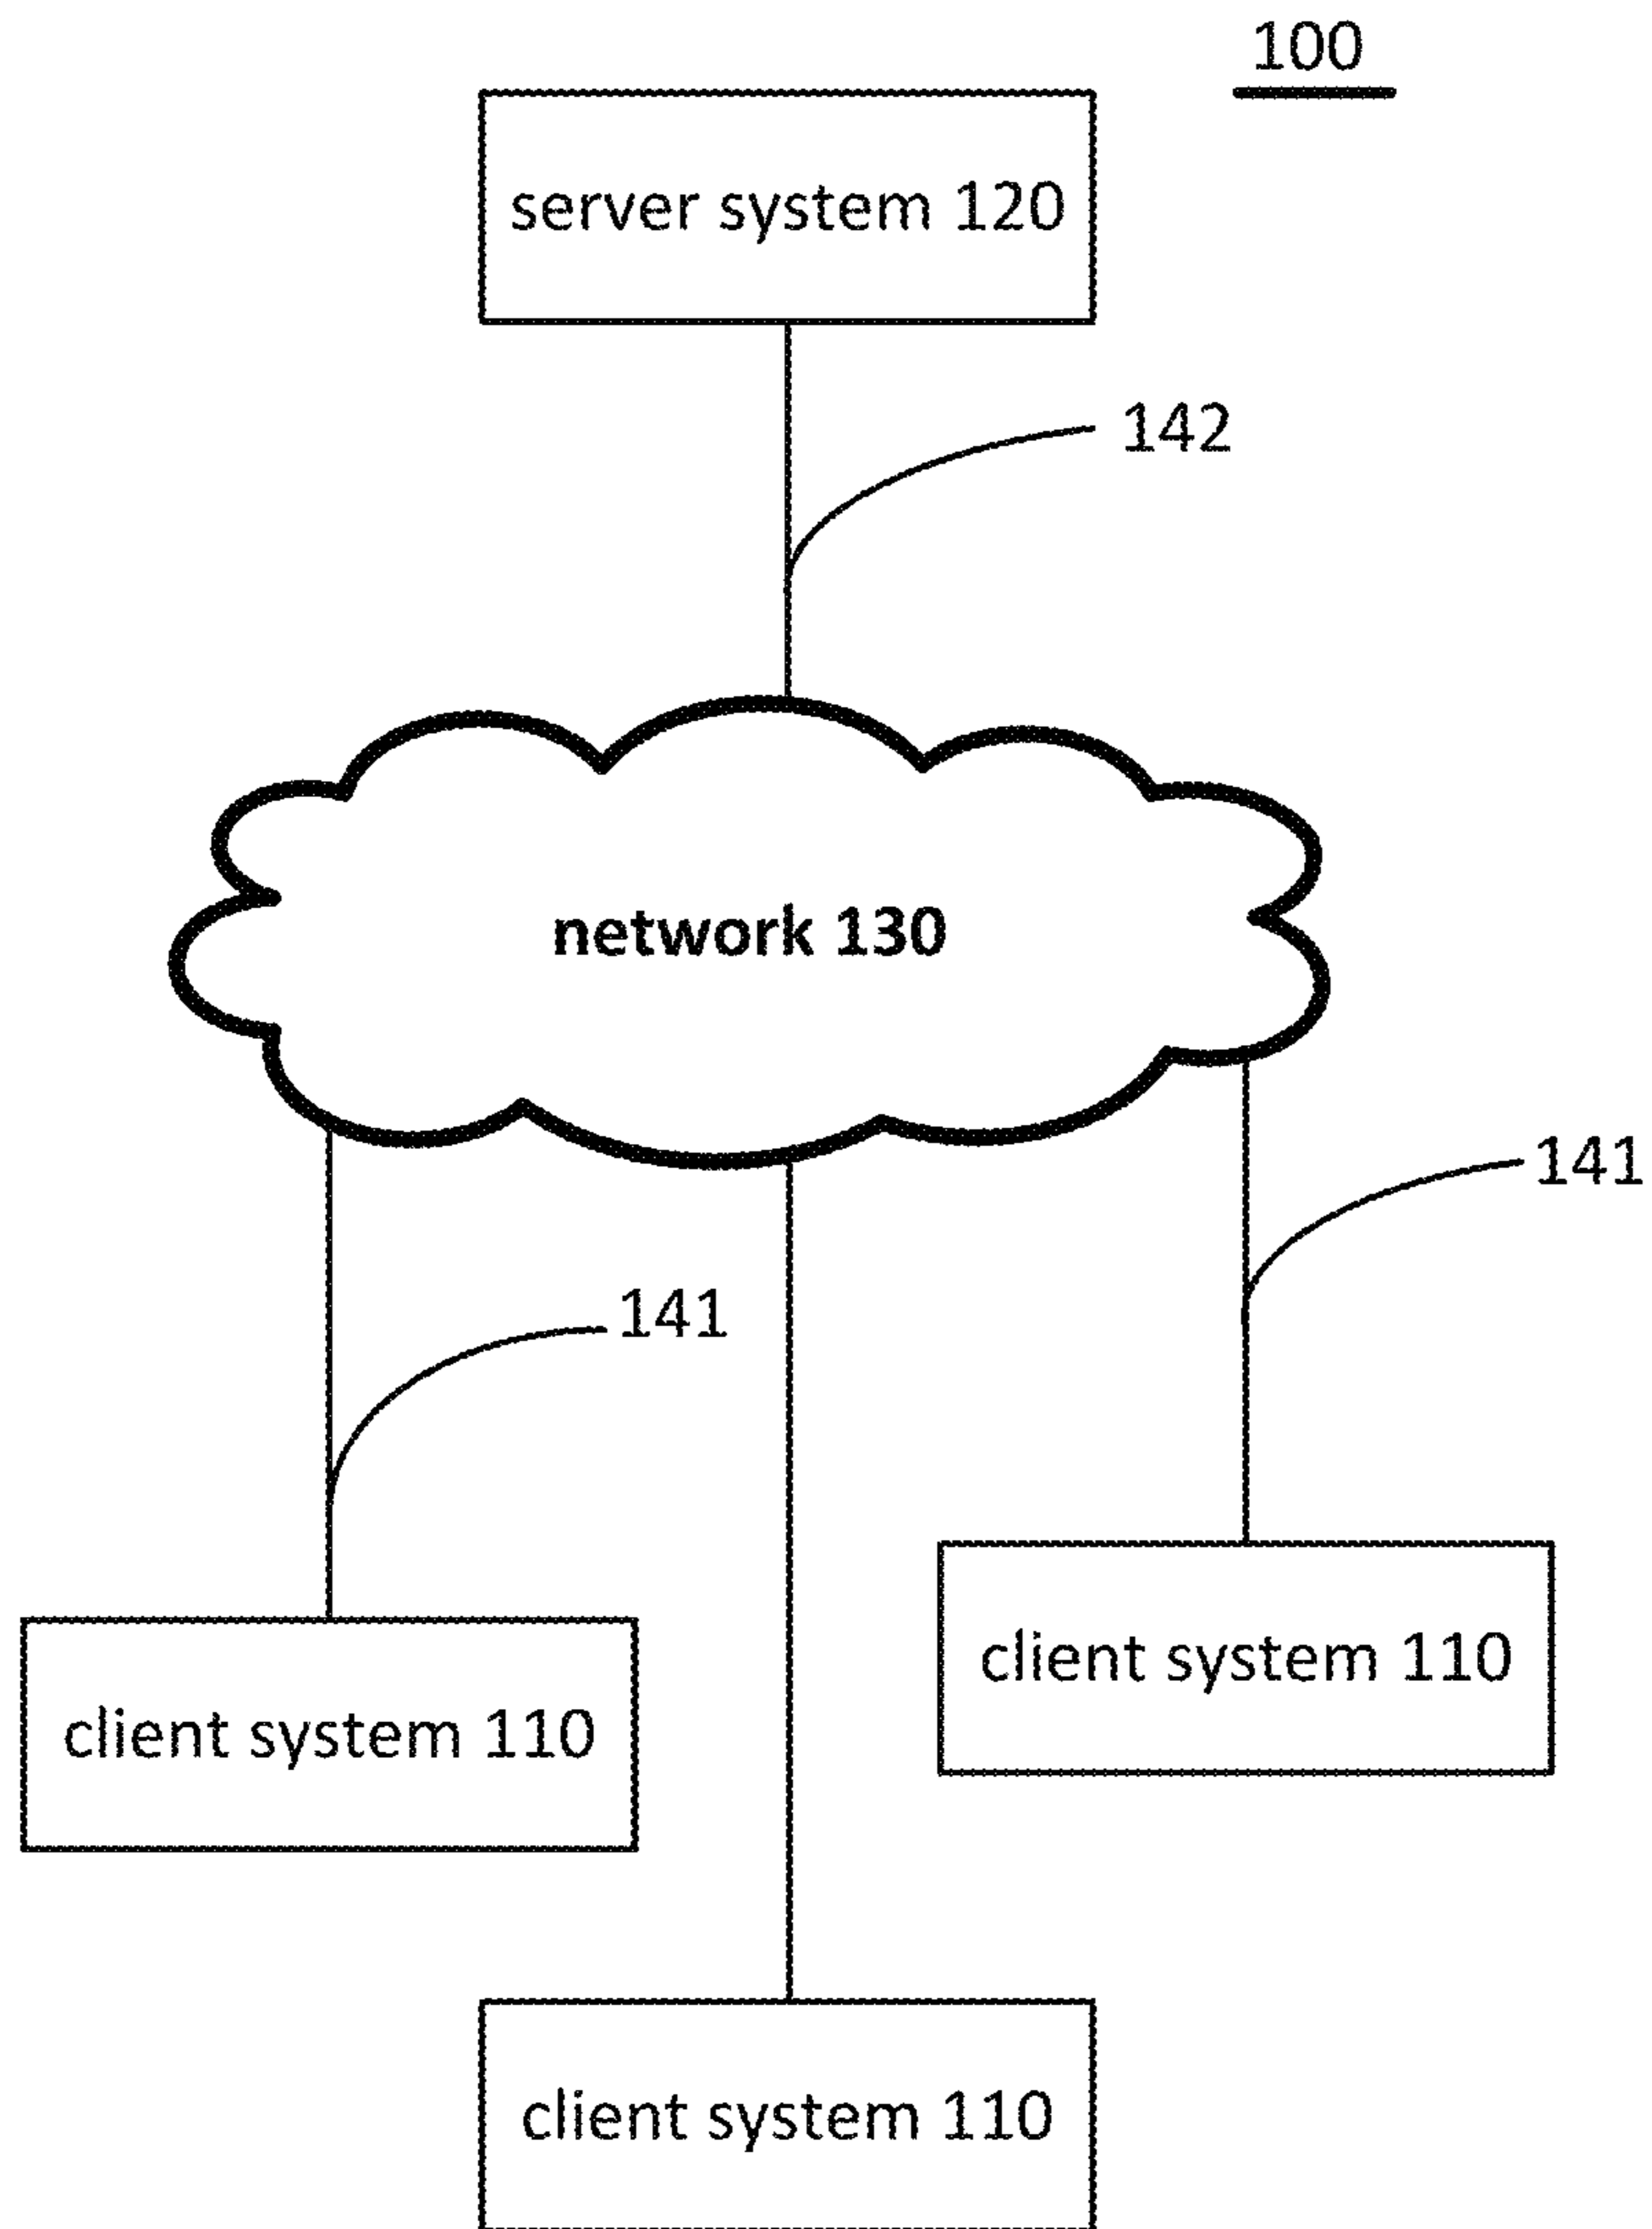 100
server system 120
142
network 130
141
141
client system 110
client system 110
client system 110